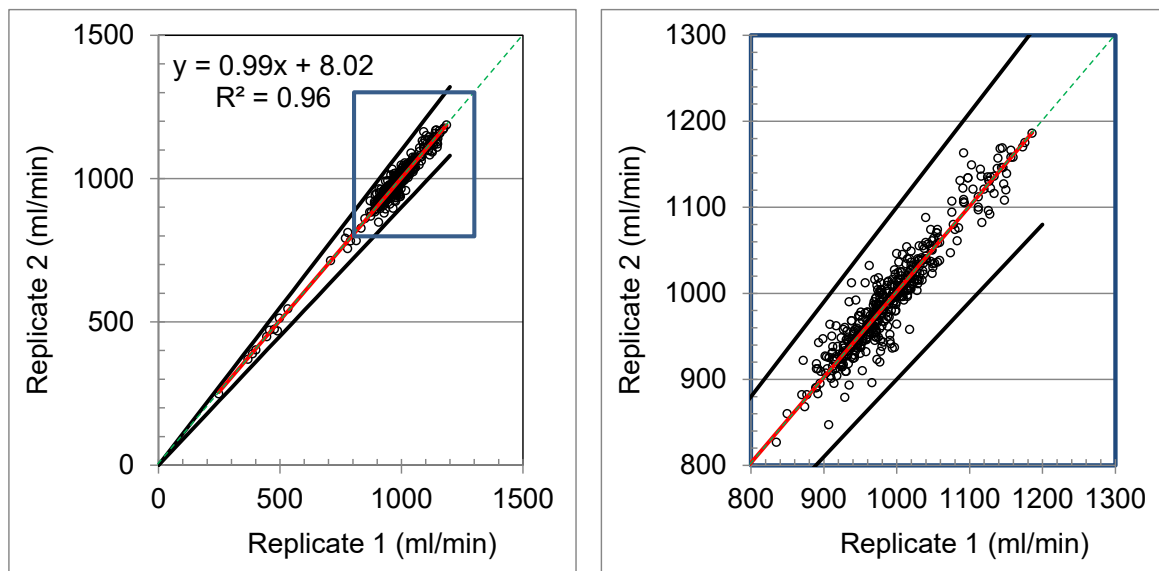 1500
y = 0.99x + 8.02
R² = 0.96
1000
500
0
0 500 1000 1500
Replicate 2 (ml/min)
Replicate 1 (ml/min)
1300
1200
1100
1000
900
800
800 900 1000 1100 1200 1300
Replicate 2 (ml/min)
Replicate 1 (ml/min)